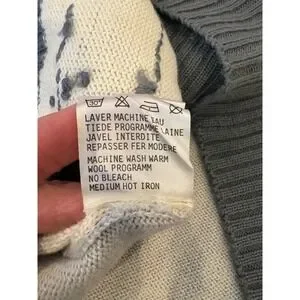 30
LAVER MACHINE EAU
TIEDE PROGRAMME LAINE
JAVEL INTERDITE
REPASSER FER MODERE
MACHINE WASH WARM
WOOL PROGRAMM
NO BLEACH
MEDIUM HOT IRON